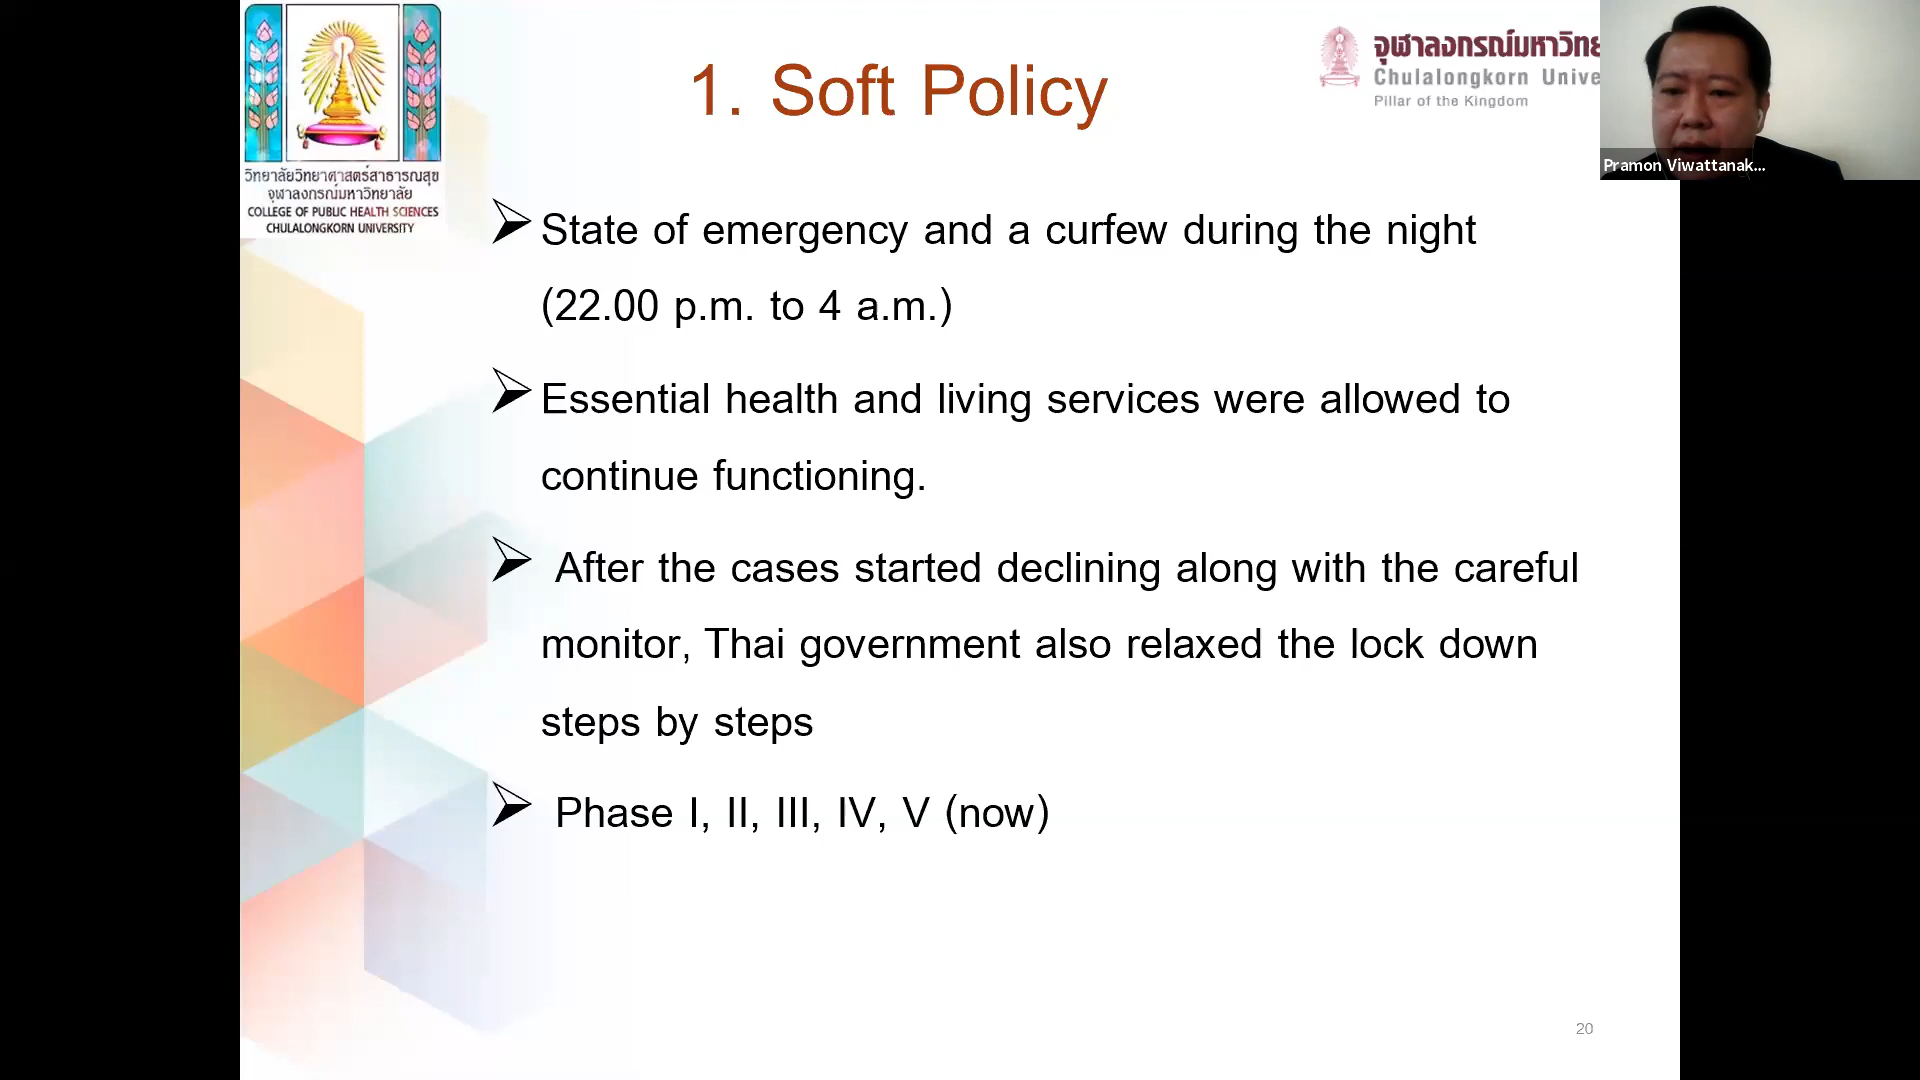 1. Soft Policy
จุฬาลงกรณ์มหาวิทย
Chulalongkorn Unive
Pillar of the Kingdom
Pramon Viwattanak...
วิทยาลัยวิทยาศาสตร์สาธารณสุข
จุฬาลงกรณ์มหาวิทยาลัย
COLLEGE OF PUBLIC HEALTH SCIENCES
CHULALONGKORN UNIVERSITY
State of emergency and a curfew during the night
(22.00 p.m. to 4 a.m.)
Essential health and living services were allowed to
continue functioning.
After the cases started declining along with the careful
monitor, Thai government also relaxed the lock down
steps by steps
Phase I, II, III, IV, V (now)
20